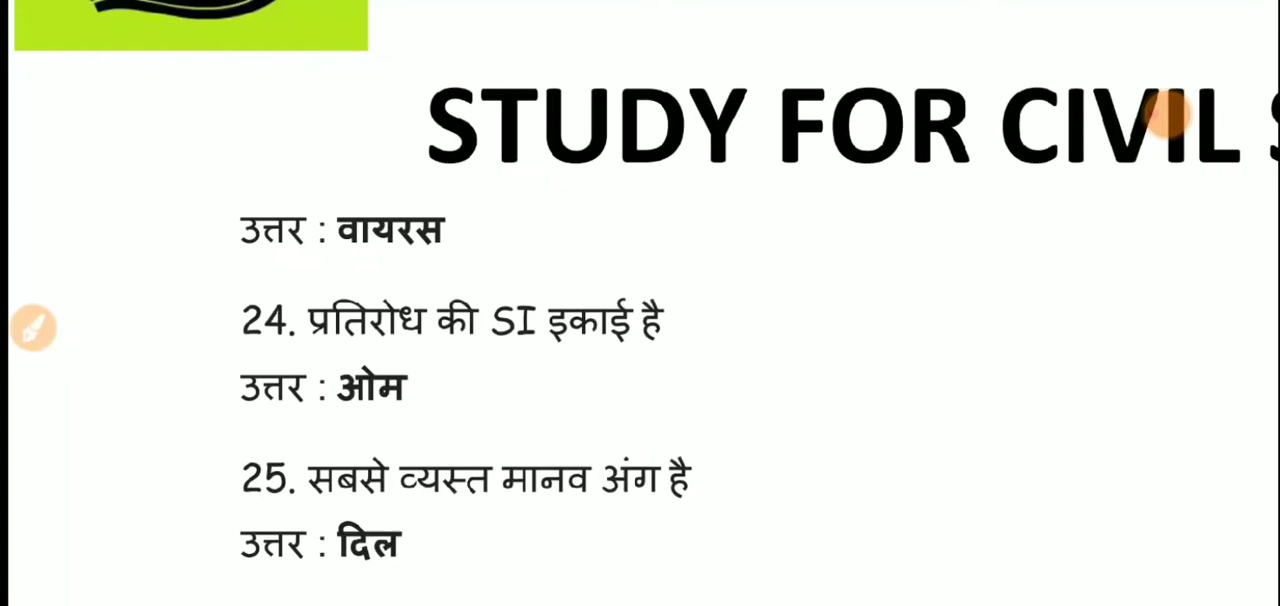 STUDY FOR CIVIL
उत्तर : वायरस
24. प्रतिरोध की SI इकाई है
उत्तर : ओम
25. सबसे व्यस्त मानव अंग है
उत्तर : दिल